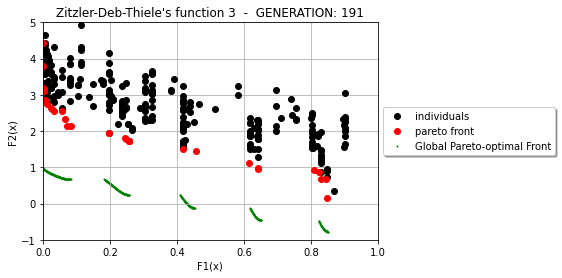 Zitzler-Deb-Thiele's function 3 - GENERATION: 191
F2(x)
5
4
3
2
1
0
−1
0.0 0.2 0.4 0.6 0.8 1.0
F1(x)
individuals
pareto front
Global Pareto-optimal Front